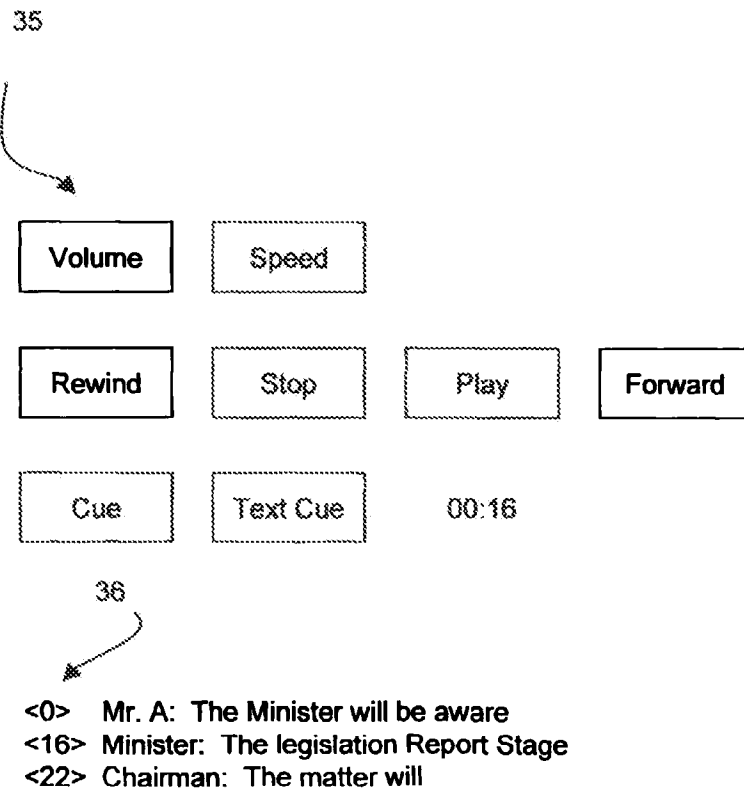 35
Volume Speed
Rewind Stop Play Forward
Cue Text Cue 00:16
36
<0> Mr. A: The Minister will be aware
<16> Minister: The legislation Report Stage
<22> Chairman: The matter will